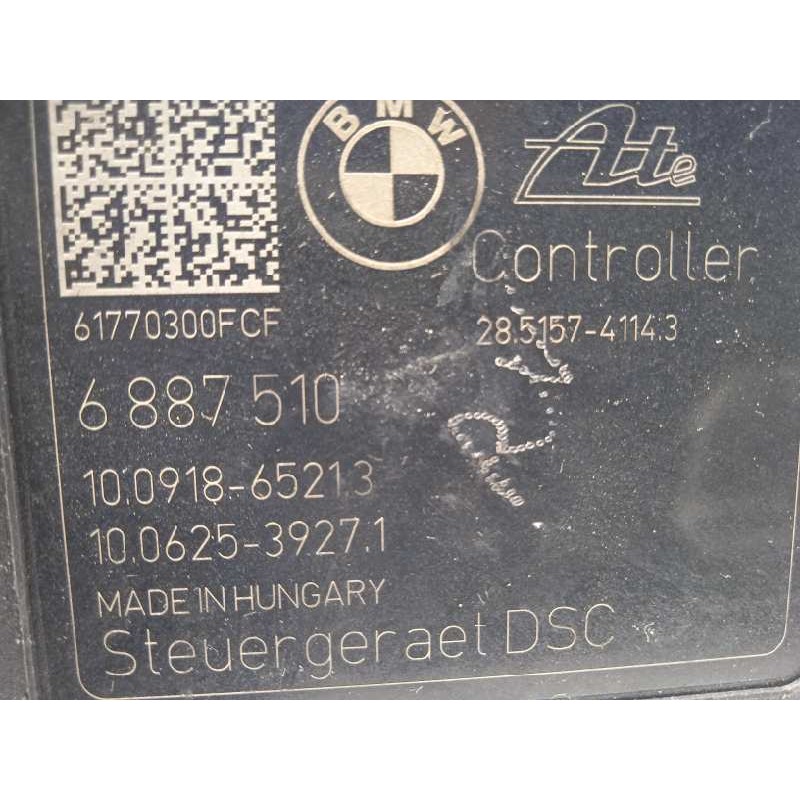 BMW
Ate
Controller
61770300FCF
28.5157-4114.3
6 887 510
10.0918-6521.3
10.0625-3927.1
MADE IN HUNGARY
Steuergeraet DSC